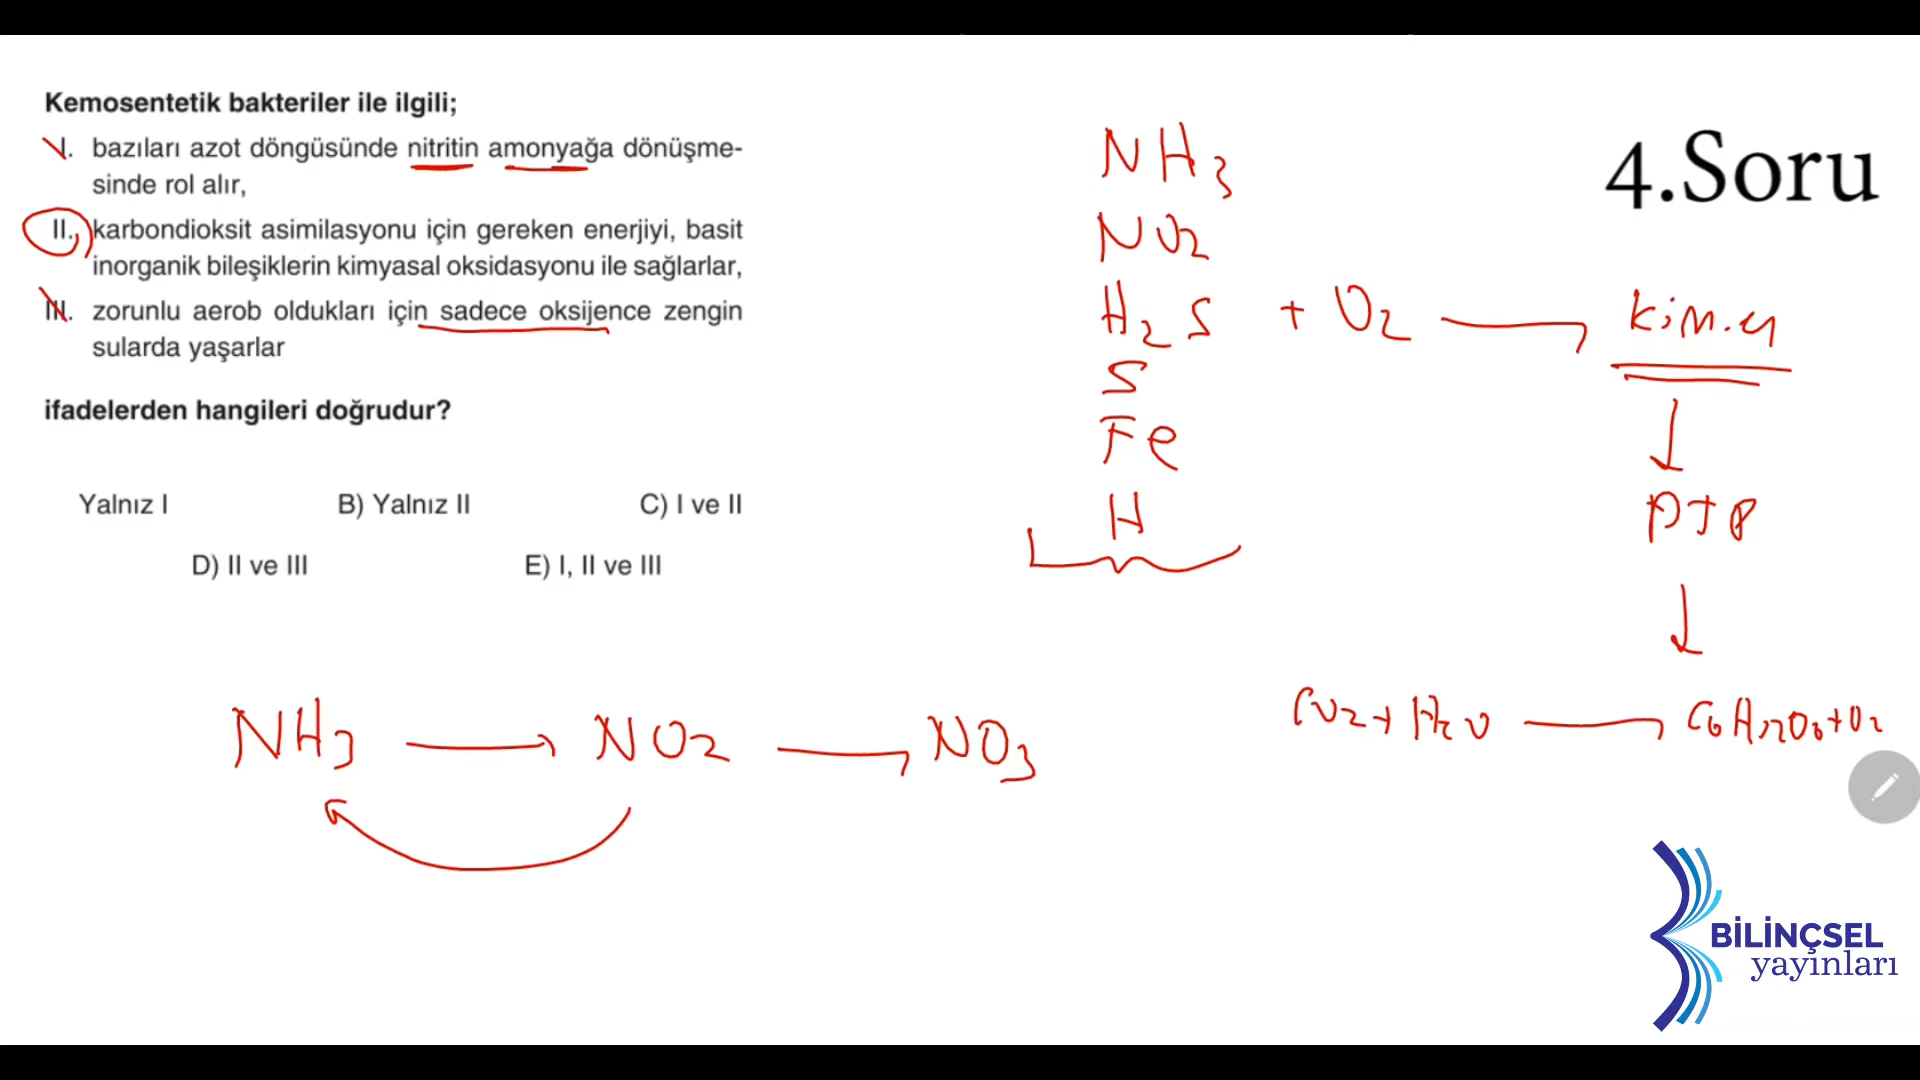 Kemosentetik bakteriler ile ilgili;
I. bazıları azot döngüsünde nitritin amonyağa dönüşme-
sinde rol alır,
II. karbondioksit asimilasyonu için gereken enerjiyi, basit
inorganik bileşiklerin kimyasal oksidasyonu ile sağlarlar,
III. zorunlu aerob oldukları için sadece oksijence zengin
sularda yaşarlar
ifadelerden hangileri doğrudur?
Yalnız I B) Yalnız II C) I ve II
D) II ve III E) I, II ve III
4.Soru
NH3
NO2
H2S + O2 → kim.
S
Fe
H
NH3 → NO2 → NO3
CO2 + H2O → C6H12O6 + O2
BİLİNÇSEL
yayınları